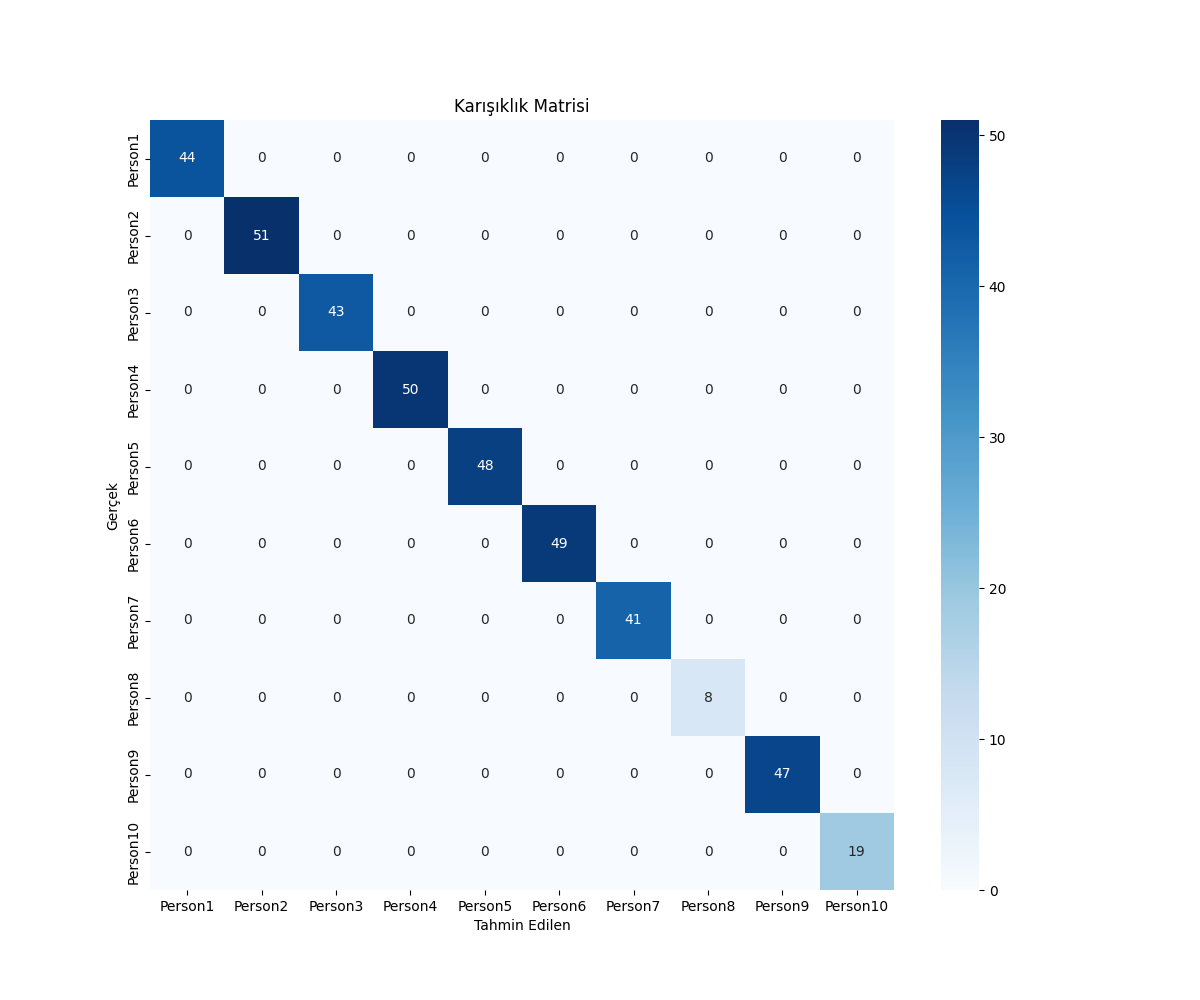 Karışıklık Matrisi
Gerçek
Person1 44 0 0 0 0 0 0 0 0 0
Person2 0 51 0 0 0 0 0 0 0 0
Person3 0 0 43 0 0 0 0 0 0 0
Person4 0 0 0 50 0 0 0 0 0 0
Person5 0 0 0 0 48 0 0 0 0 0
Person6 0 0 0 0 0 49 0 0 0 0
Person7 0 0 0 0 0 0 41 0 0 0
Person8 0 0 0 0 0 0 0 8 0 0
Person9 0 0 0 0 0 0 0 0 47 0
Person10 0 0 0 0 0 0 0 0 0 19
Person1 Person2 Person3 Person4 Person5 Person6 Person7 Person8 Person9 Person10
Tahmin Edilen
50
40
30
20
10
0